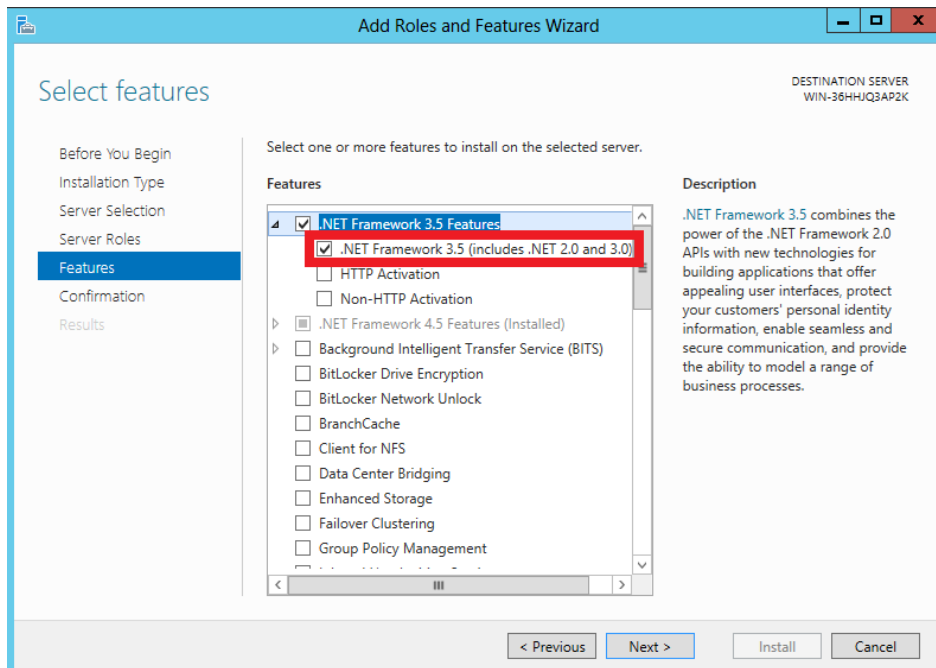 Add Roles and Features Wizard
Select features
DESTINATION SERVER
WIN-36HHJQ3AP2K
Before You Begin
Installation Type
Server Selection
Server Roles
Features
Confirmation
Results
Select one or more features to install on the selected server.
Features
.NET Framework 3.5 Features
.NET Framework 3.5 (includes .NET 2.0 and 3.0)
HTTP Activation
Non-HTTP Activation
.NET Framework 4.5 Features (Installed)
Background Intelligent Transfer Service (BITS)
BitLocker Drive Encryption
BitLocker Network Unlock
BranchCache
Client for NFS
Data Center Bridging
Enhanced Storage
Failover Clustering
Group Policy Management
Description
.NET Framework 3.5 combines the
power of the .NET Framework 2.0
APIs with new technologies for
building applications that offer
appealing user interfaces, protect
your customers' personal identity
information, enable seamless and
secure communication, and provide
the ability to model a range of
business processes.
< Previous
Next >
Install
Cancel